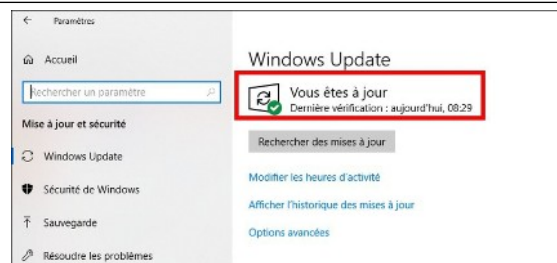 Paramètres
Accueil
Rechercher un paramètre
Mise à jour et sécurité
Windows Update
Sécurité de Windows
Sauvegarde
Résoudre les problèmes
Windows Update
Vous êtes à jour
Dernière vérification : aujourd'hui, 08:29
Rechercher des mises à jour
Modifier les heures d'activité
Afficher l'historique des mises à jour
Options avancées